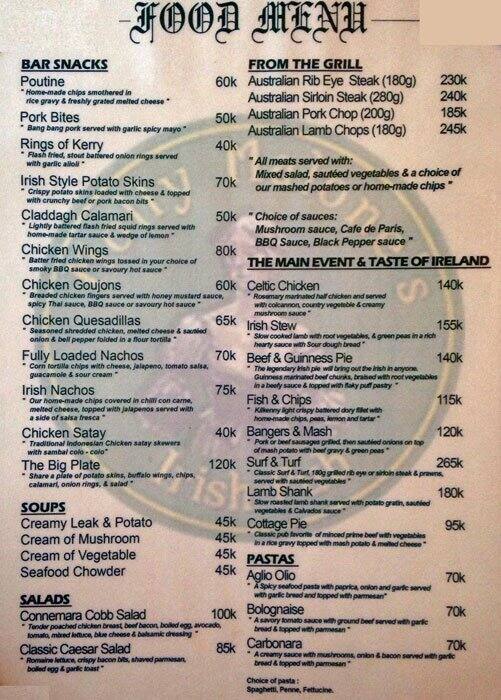 FOOD MENU
BAR SNACKS
Poutine 60k
" Home-made chips smothered in
rice gravy & freshly grated melted cheese "
Pork Bites 50k
" Bang bang pork served with garlic spicy mayo "
Rings of Kerry 40k
" Flash fried, stout battered onion rings served
with garlic alioli "
Irish Style Potato Skins 70k
" Crispy potato skins loaded with cheese & topped
with crunchy beef or pork bacon bits "
Claddagh Calamari 50k
" Lightly battered flash fried squid rings served with
home-made tartar sauce & wedge of lemon "
Chicken Wings 80k
" Batter fried chicken wings tossed in your choice of
smoky BBQ sauce or savoury hot sauce "
Chicken Goujons 60k
" Breaded chicken fingers served with honey mustard sauce,
spicy Thai sauce, BBQ sauce or savoury hot sauce "
Chicken Quesadillas 65k
" Seasoned shredded chicken, melted cheese & sautéed
onion & bell pepper folded in a flour tortilla "
Fully Loaded Nachos 70k
" Corn tortilla chips with cheese, jalapeno, tomato salsa,
guacamole & sour cream "
Irish Nachos 75k
" Our home-made chips covered in chilli con carne,
melted cheese, topped with jalapenos served with
a side of salsa fresca "
Chicken Satay 40k
" Traditional Indonesian Chicken satay skewers
with sambal colo - colo "
The Big Plate 120k
" Share a plate of potato skins, buffalo wings, chips,
calamari, onion rings, & salad "
SOUPS
Creamy Leak & Potato 45k
Cream of Mushroom 45k
Cream of Vegetable 45k
Seafood Chowder 45k
SALADS
Connemara Cobb Salad 100k
" Tender poached chicken breast, beef bacon, boiled egg, avocado,
tomato, mixed lettuce, blue cheese & balsamic dressing "
Classic Caesar Salad 85k
" Romaine lettuce, crispy bacon bits, shaved parmesan,
boiled egg & garlic toast "
FROM THE GRILL
Australian Rib Eye Steak (180g) 230k
Australian Sirloin Steak (280g) 240k
Australian Pork Chop (200g) 185k
Australian Lamb Chops (180g) 245k
" All meats served with:
Mixed salad, sautéed vegetables & a choice of
our mashed potatoes or home-made chips "
" Choice of sauces:
Mushroom sauce, Cafe de Paris,
BBQ Sauce, Black Pepper sauce "
THE MAIN EVENT & TASTE OF IRELAND
Celtic Chicken 140k
" Rosemary marinated half chicken and served
with colcannon, country vegetable & creamy
mushroom sauce "
Irish Stew 155k
" Slow cooked lamb with root vegetables, & green peas in a rich
hearty sauce with Sour dough bread "
Beef & Guinness Pie 140k
" The legendary Irish pie will bring out the Irish in anyone.
Guinness marinated beef chunks, braised with root vegetables
in a beefy sauce & topped with flaky puff pastry "
Fish & Chips 115k
" Kilkenny light crispy battered dory fillet with
home-made chips, peas, lemon and tartar "
Bangers & Mash 120k
" Pork or beef sausages grilled, then sautéed onions on top
of mash potato with beef gravy & green peas "
Surf & Turf 265k
" Classic Surf & Turf, 180g grilled rib eye or sirloin steak & prawns,
served with sautéed vegetables "
Lamb Shank 180k
" Slow roasted lamb shank served with potato gratin, sautéed
vegetables & Calvados sauce "
Cottage Pie 95k
" Classic pub favorite of minced prime beef with vegetables
in a rice gravy topped with mash potato & melted cheese "
PASTAS
Aglio Olio 70k
" A Spicy seafood pasta with paprica, onion and garlic served
with garlic bread and topped with parmesan"
Bolognaise 70k
" A savory tomato sauce with ground beef served with garlic
bread & topped with parmesan "
Carbonara 70k
" A creamy sauce with mushrooms, onion & bacon served with garlic
bread & topped with parmesan "
Choice of pasta :
Spaghetti, Penne, Fettucine.